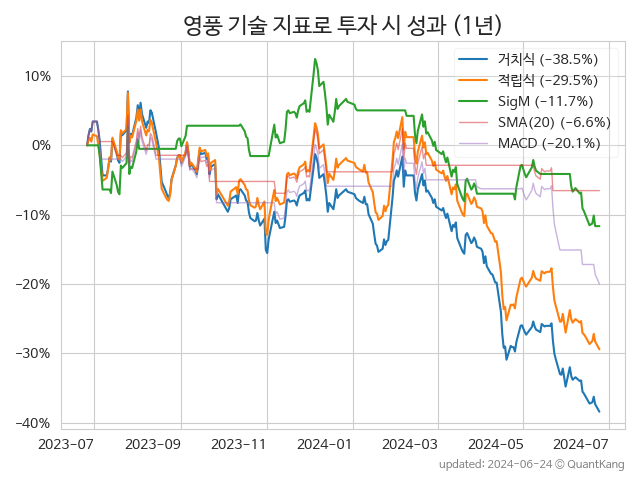 영풍 기술 지표로 투자 시 성과 (1년)
거치식 (−38.5%)
적립식 (−29.5%)
SigM (−11.7%)
SMA(20) (−6.6%)
MACD (−20.1%)
10%
0%
−10%
−20%
−30%
−40%
2023-07 2023-09 2023-11 2024-01 2024-03 2024-05 2024-07
updated: 2024-06-24 © QuantKang